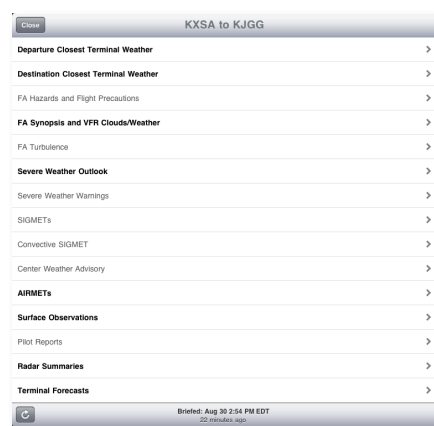 Close
KXSA to KJGG
Departure Closest Terminal Weather
Destination Closest Terminal Weather
FA Hazards and Flight Precautions
FA Synopsis and VFR Clouds/Weather
FA Turbulence
Severe Weather Outlook
Severe Weather Warnings
SIGMETs
Convective SIGMET
Center Weather Advisory
AIRMETs
Surface Observations
Pilot Reports
Radar Summaries
Terminal Forecasts
Briefed: Aug 30 2:54 PM EDT
22 minutes ago